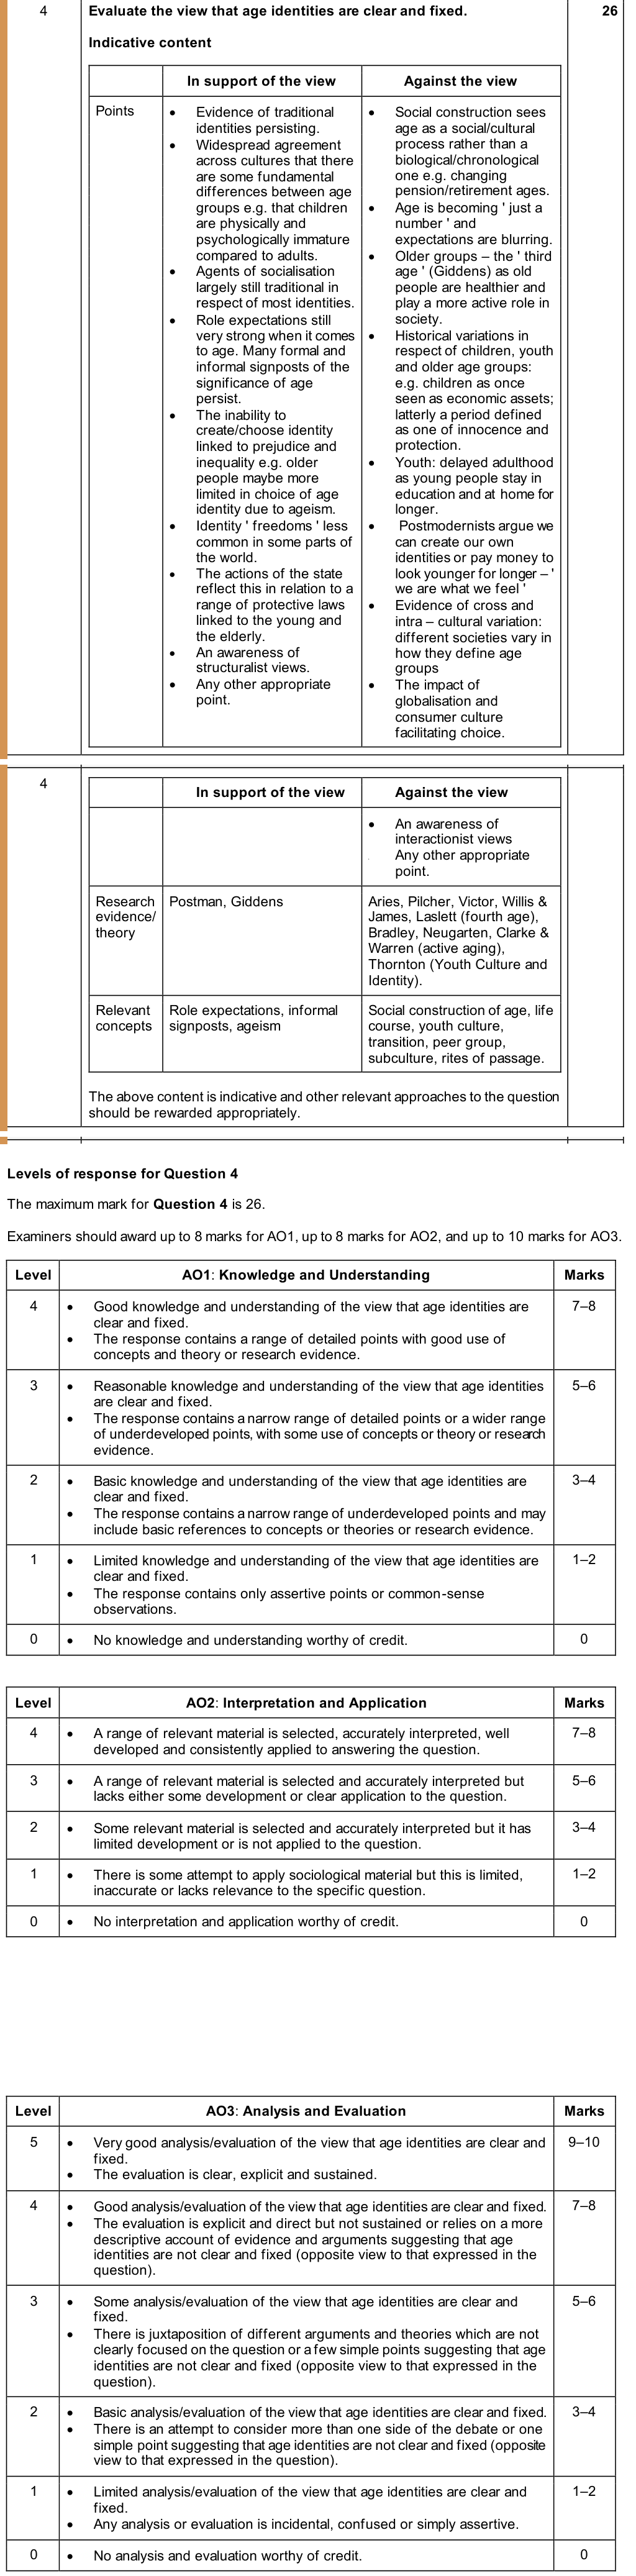 4 Evaluate the view that age identities are clear and fixed. 26
Indicative content
In support of the view Against the view
Points
• Evidence of traditional
identities persisting.
• Widespread agreement
across cultures that there
are some fundamental
differences between age
groups e.g. that children
are physically and
psychologically immature
compared to adults.
• Agents of socialisation
largely still traditional in
respect of most identities.
• Role expectations still
very strong when it comes
to age. Many formal and
informal signposts of the
significance of age
persist.
• The inability to
create/choose identity
linked to prejudice and
inequality e.g. older
people maybe more
limited in choice of age
identity due to ageism.
• Identity ' freedoms ' less
common in some parts of
the world.
• The actions of the state
reflect this in relation to a
range of protective laws
linked to the young and
the elderly.
• An awareness of
structuralist views.
• Any other appropriate
point.
• Social construction sees
age as a social/cultural
process rather than a
biological/chronological
one e.g. changing
pension/retirement ages.
• Age is becoming ' just a
number ' and
expectations are blurring.
• Older groups – the ' third
age ' (Giddens) as old
people are healthier and
play a more active role in
society.
• Historical variations in
respect of children, youth
and older age groups:
e.g. children as once
seen as economic assets;
latterly a period defined
as one of innocence and
protection.
• Youth: delayed adulthood
as young people stay in
education and at home for
longer.
• Postmodernists argue we
can create our own
identities or pay money to
look younger for longer – '
we are what we feel '
• Evidence of cross and
intra – cultural variation:
different societies vary in
how they define age
groups
• The impact of
globalisation and
consumer culture
facilitating choice.
4
In support of the view Against the view
• An awareness of
interactionist views
. Any other appropriate
point.
Research
evidence/
theory
Postman, Giddens
Aries, Pilcher, Victor, Willis &
James, Laslett (fourth age),
Bradley, Neugarten, Clarke &
Warren (active aging),
Thornton (Youth Culture and
Identity).
Relevant
concepts
Role expectations, informal
signposts, ageism
Social construction of age, life
course, youth culture,
transition, peer group,
subculture, rites of passage.
The above content is indicative and other relevant approaches to the question
should be rewarded appropriately.
Levels of response for Question 4
The maximum mark for Question 4 is 26.
Examiners should award up to 8 marks for AO1, up to 8 marks for AO2, and up to 10 marks for AO3.
Level AO1: Knowledge and Understanding Marks
4 • Good knowledge and understanding of the view that age identities are 7–8
clear and fixed.
• The response contains a range of detailed points with good use of
concepts and theory or research evidence.
3 • Reasonable knowledge and understanding of the view that age identities 5–6
are clear and fixed.
• The response contains a narrow range of detailed points or a wider range
of underdeveloped points, with some use of concepts or theory or research
evidence.
2 • Basic knowledge and understanding of the view that age identities are 3–4
clear and fixed.
• The response contains a narrow range of underdeveloped points and may
include basic references to concepts or theories or research evidence.
1 • Limited knowledge and understanding of the view that age identities are 1–2
clear and fixed.
• The response contains only assertive points or common-sense
observations.
0 • No knowledge and understanding worthy of credit. 0
Level AO2: Interpretation and Application Marks
4 • A range of relevant material is selected, accurately interpreted, well 7–8
developed and consistently applied to answering the question.
3 • A range of relevant material is selected and accurately interpreted but 5–6
lacks either some development or clear application to the question.
2 • Some relevant material is selected and accurately interpreted but it has 3–4
limited development or is not applied to the question.
1 • There is some attempt to apply sociological material but this is limited, 1–2
inaccurate or lacks relevance to the specific question.
0 • No interpretation and application worthy of credit. 0
Level AO3: Analysis and Evaluation Marks
5 • Very good analysis/evaluation of the view that age identities are clear and 9–10
fixed.
• The evaluation is clear, explicit and sustained.
4 • Good analysis/evaluation of the view that age identities are clear and fixed. 7–8
• The evaluation is explicit and direct but not sustained or relies on a more
descriptive account of evidence and arguments suggesting that age
identities are not clear and fixed (opposite view to that expressed in the
question).
3 • Some analysis/evaluation of the view that age identities are clear and 5–6
fixed.
• There is juxtaposition of different arguments and theories which are not
clearly focused on the question or a few simple points suggesting that age
identities are not clear and fixed (opposite view to that expressed in the
question).
2 • Basic analysis/evaluation of the view that age identities are clear and fixed. 3–4
• There is an attempt to consider more than one side of the debate or one
simple point suggesting that age identities are not clear and fixed (opposite
view to that expressed in the question).
1 • Limited analysis/evaluation of the view that age identities are clear and 1–2
fixed.
• Any analysis or evaluation is incidental, confused or simply assertive.
0 • No analysis and evaluation worthy of credit. 0